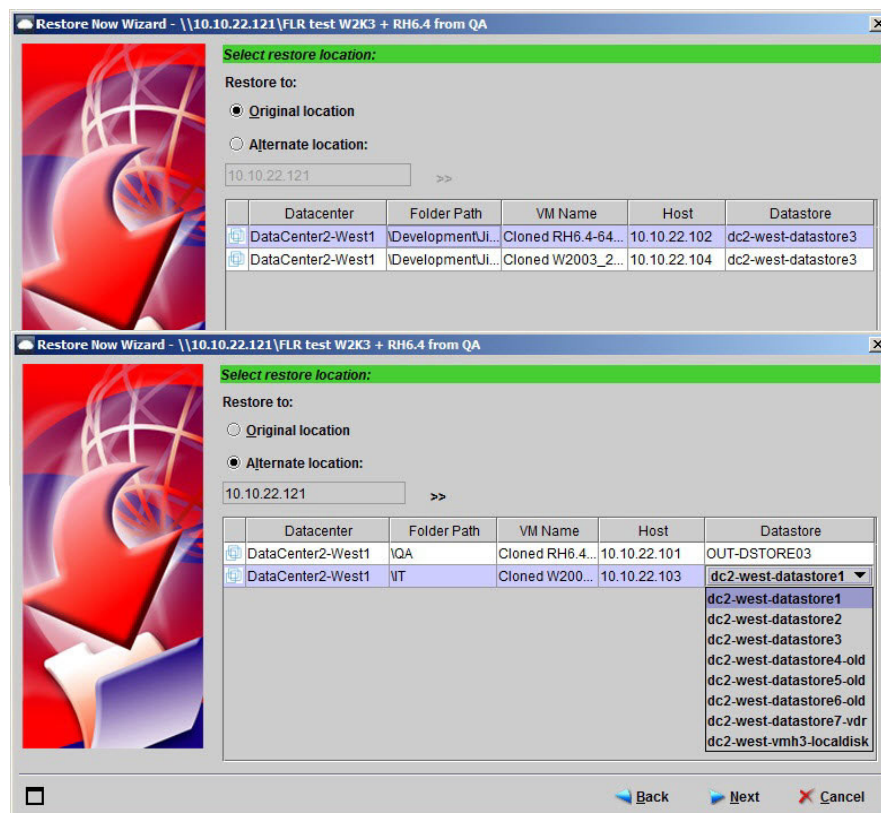 Restore Now Wizard - \\10.10.22.121\FLR test W2K3 + RH6.4 from QA
Select restore location:
Restore to:
Original location
Alternate location:
10.10.22.121 >>
Datacenter Folder Path VM Name Host Datastore
DataCenter2-West1 \Development\Ji... Cloned RH6.4-64... 10.10.22.102 dc2-west-datastore3
DataCenter2-West1 \Development\Ji... Cloned W2003_2... 10.10.22.104 dc2-west-datastore3
Restore Now Wizard - \\10.10.22.121\FLR test W2K3 + RH6.4 from QA
Select restore location:
Restore to:
Original location
Alternate location:
10.10.22.121 >>
Datacenter Folder Path VM Name Host Datastore
DataCenter2-West1 \QA Cloned RH6.4... 10.10.22.101 OUT-DSTORE03
DataCenter2-West1 \IT Cloned W200... 10.10.22.103 dc2-west-datastore1
dc2-west-datastore1
dc2-west-datastore2
dc2-west-datastore3
dc2-west-datastore4-old
dc2-west-datastore5-old
dc2-west-datastore6-old
dc2-west-datastore7-vdr
dc2-west-vmh3-localdisk
Back Next Cancel